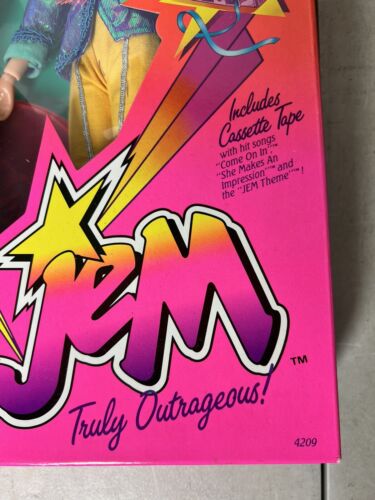 Includes
Cassette Tape
with hit songs
"Come On In"™
"She Makes An
Impression"™ and
the "JEM Theme"™!
JEM
™
Truly Outrageous!
4209